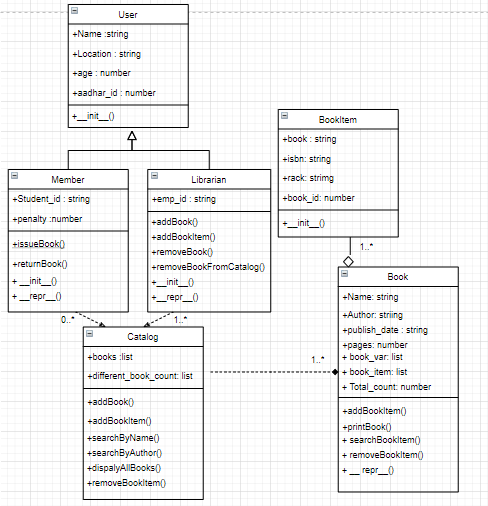 User
+Name :string
+Location : string
+age : number
+aadhar_id : number
+__init__()
BookItem
+book : string
+isbn: string
+rack: strimg
+book_id: number
+__init__()
Member
+Student_id : string
+penalty :number
+issueBook()
+returnBook()
+ __init__()
+ __repr__()
Librarian
+emp_id : string
+addBook()
+addBookItem()
+removeBook()
+removeBookFromCatalog()
+__init__()
+__repr__()
1..*
0..*
1..*
Book
+Name: string
+Author: string
+publish_date : string
+pages: number
+ book_var: list
+ book_item: list
+ Total_count: number
+addBookItem()
+printBook()
+ searchBookItem()
+ removeBookItem()
+ __ repr__()
Catalog
+books :list
+different_book_count: list
+addBook()
+addBookItem()
+searchByName()
+searchByAuthor()
+dispalyAllBooks()
+removeBookItem()
1..*